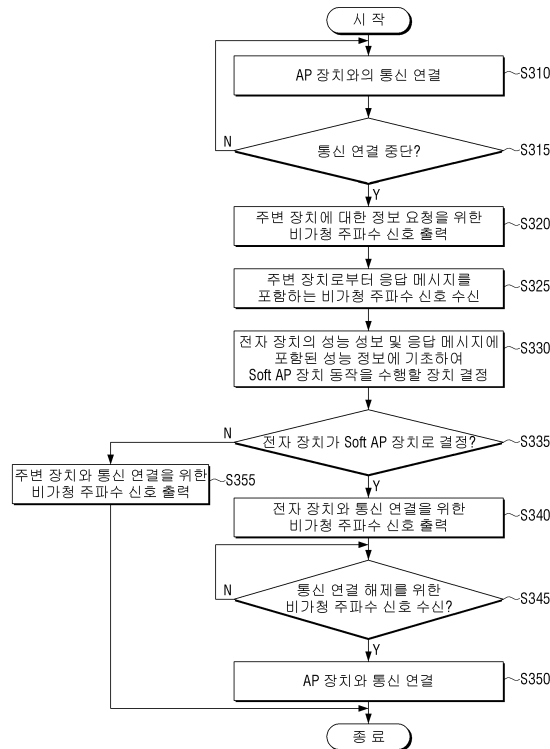 시 작
AP 장치와의 통신 연결
S310
통신 연결 중단?
S315
N
Y
주변 장치에 대한 정보 요청을 위한
비가청 주파수 신호 출력
S320
주변 장치로부터 응답 메시지를
포함하는 비가청 주파수 신호 수신
S325
전자 장치의 성능 성보 및 응답 메시지에
포함된 성능 정보에 기초하여
Soft AP 장치 동작을 수행할 장치 결정
S330
전자 장치가 Soft AP 장치로 결정?
S335
N
Y
주변 장치와 통신 연결을 위한
비가청 주파수 신호 출력
S355
전자 장치와 통신 연결을 위한
비가청 주파수 신호 출력
S340
통신 연결 해제를 위한
비가청 주파수 신호 수신?
S345
N
Y
AP 장치와 통신 연결
S350
종 료